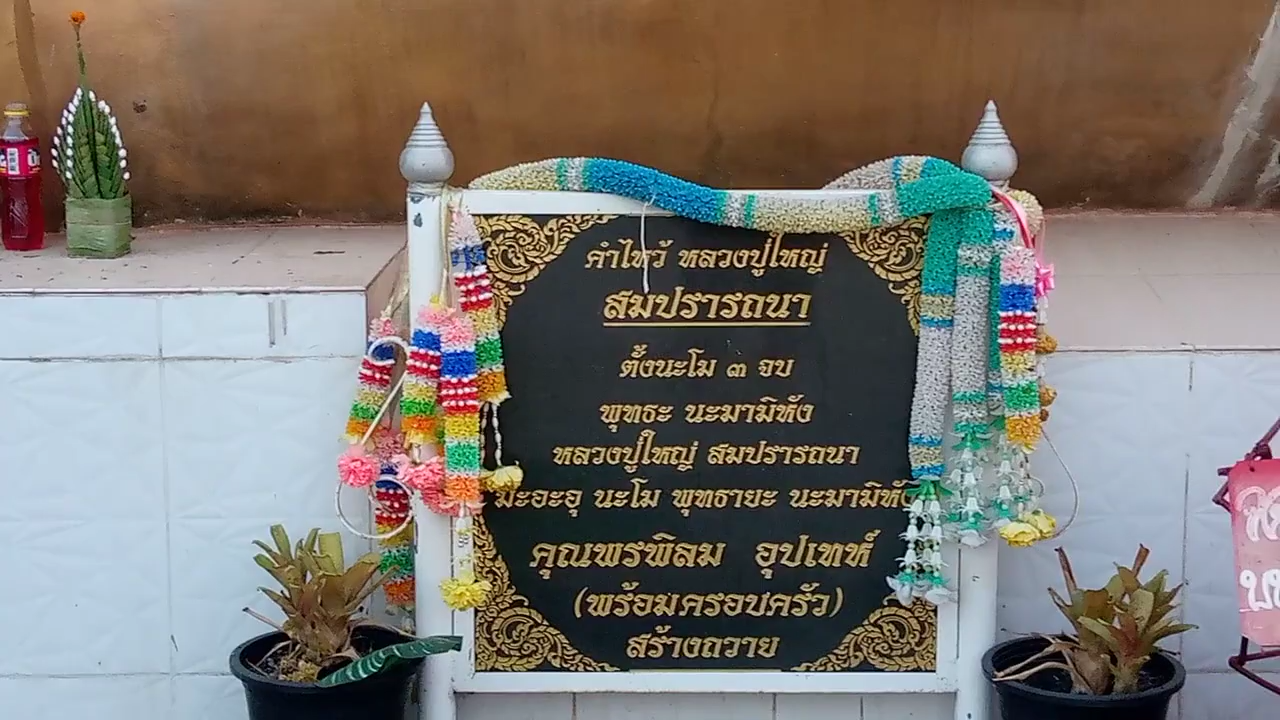 คำไหว้ หลวงปู่ใหญ่
สมปรารถนา
ตั้งนะโม ๓ จบ
พุทธะ นะมามิหัง
หลวงปู่ใหญ่ สมปรารถนา
มะอะอุ นะโม พุทธายะ นะมามิหัง
คุณพรพิลม อุปเทห์
(พร้อมครอบครัว)
สร้างถวาย